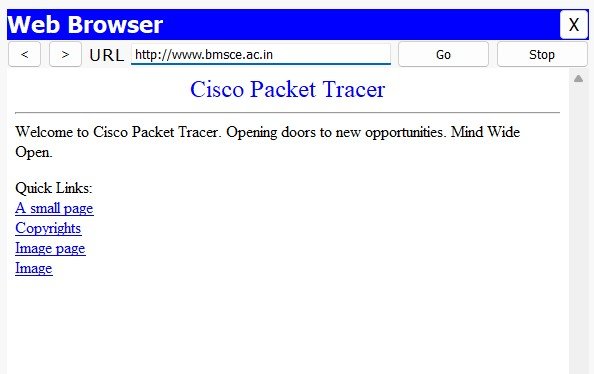 Web Browser X
< > URL http://www.bmsce.ac.in Go Stop
Cisco Packet Tracer
Welcome to Cisco Packet Tracer. Opening doors to new opportunities. Mind Wide
Open.
Quick Links:
A small page
Copyrights
Image page
Image